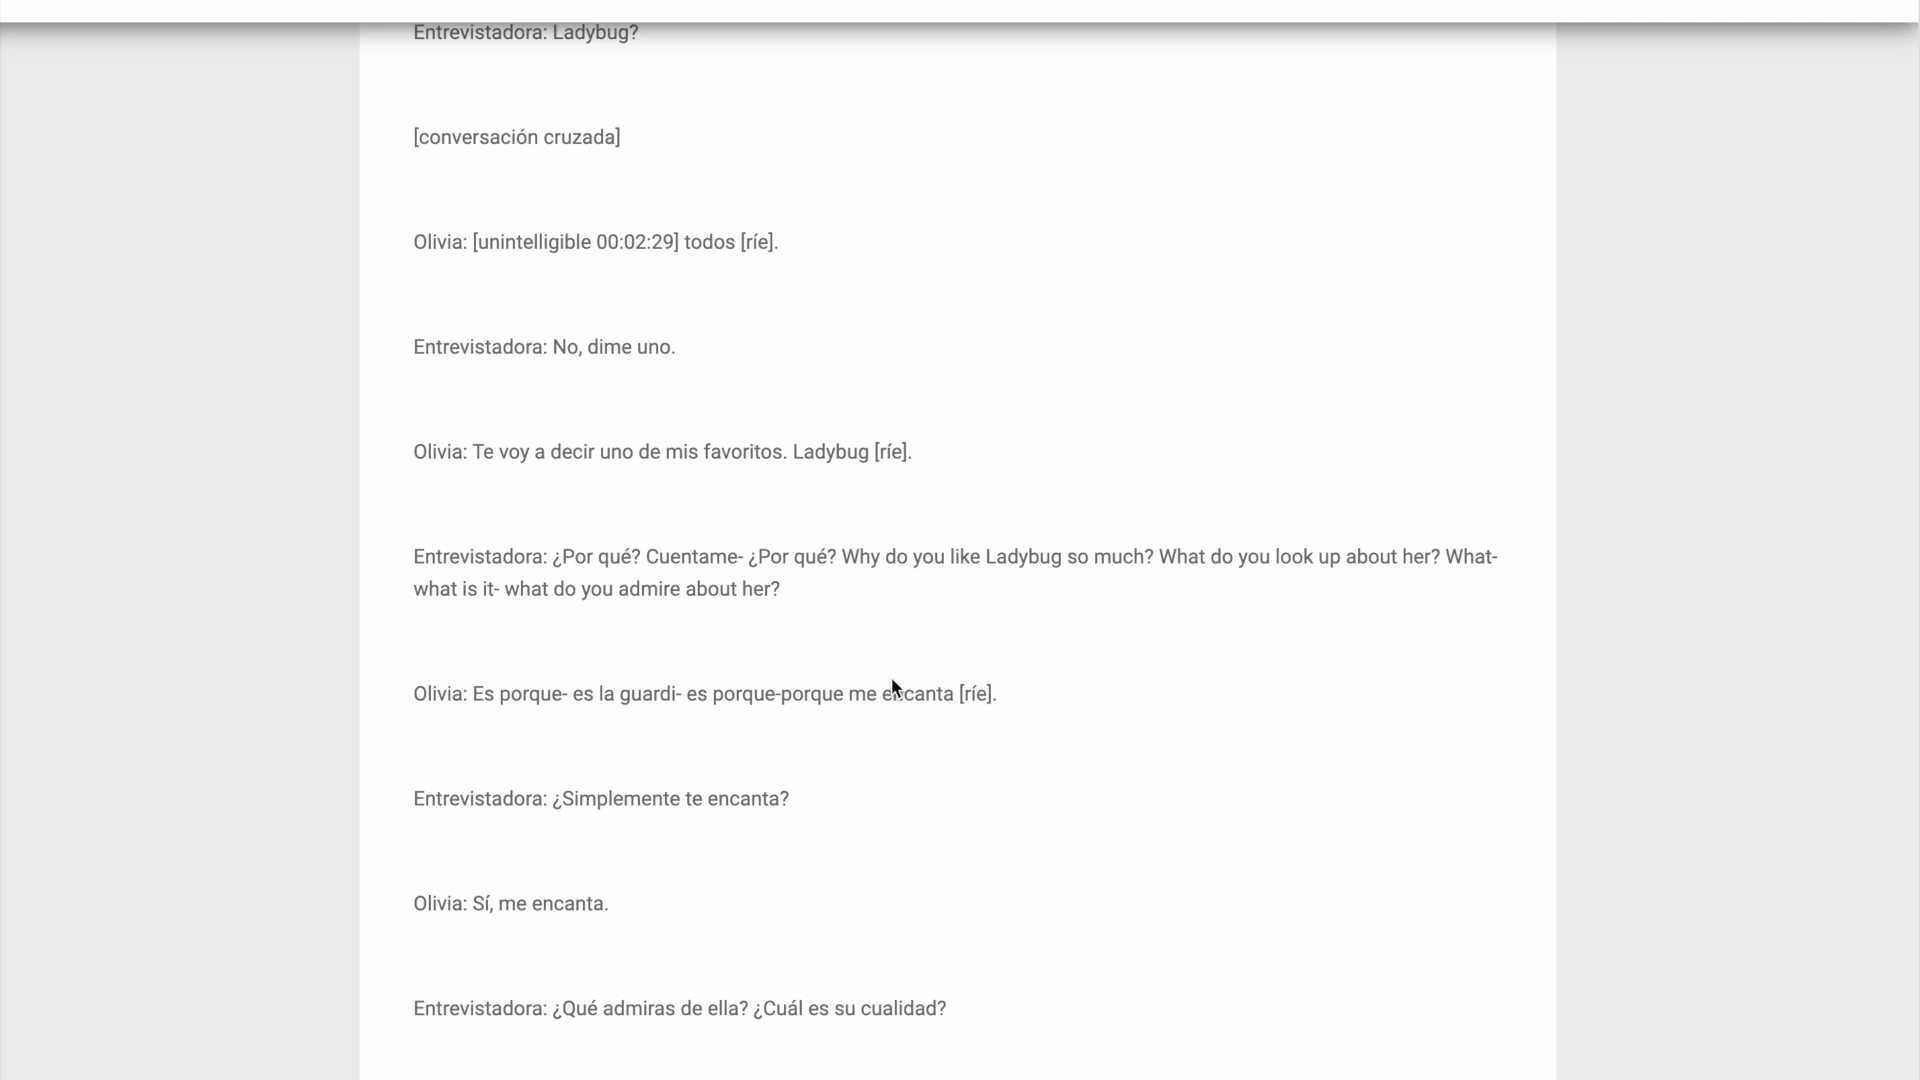 Entrevistadora: Ladybug?
[conversación cruzada]
Olivia: [unintelligible 00:02:29] todos [ríe].
Entrevistadora: No, dime uno.
Olivia: Te voy a decir uno de mis favoritos. Ladybug [ríe].
Entrevistadora: ¿Por qué? Cuentame- ¿Por qué? Why do you like Ladybug so much? What do you look up about her? What-
what is it- what do you admire about her?
Olivia: Es porque- es la guardi- es porque-porque me encanta [ríe].
Entrevistadora: ¿Simplemente te encanta?
Olivia: Sí, me encanta.
Entrevistadora: ¿Qué admiras de ella? ¿Cuál es su cualidad?